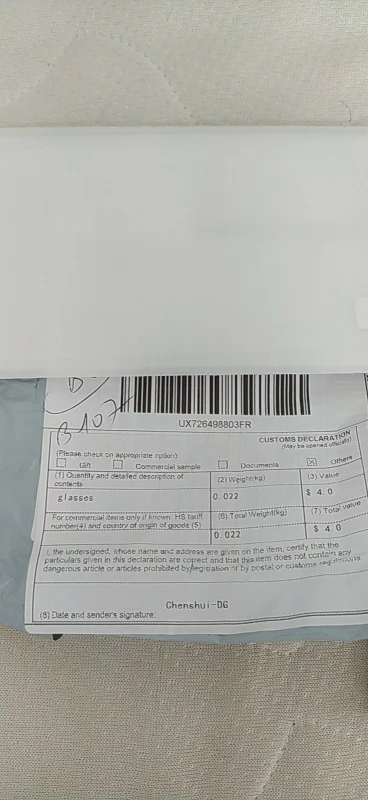 B107
UX726498803FR
CUSTOMS DECLARATION
(May be opened officially)
(Please check on appropriate option)
Gift Commercial sample Documents Others
(1) Quantity and detailed description of contents (2) Weight(kg) (3) Value
glasses 0.022 $ 4.0
For commercial items only if known, HS tariff number(4) and country of origin of goods (5) (6) Total Weight(kg) (7) Total value
0.022 $ 4.0
I, the undersigned, whose name and address are given on the item, certify that the
particulars given in this declaration are correct and that this item does not contain any
dangerous article or articles prohibited by legislation or by postal or customs regulations
Chenshui-DG
(8) Date and sender's signature: